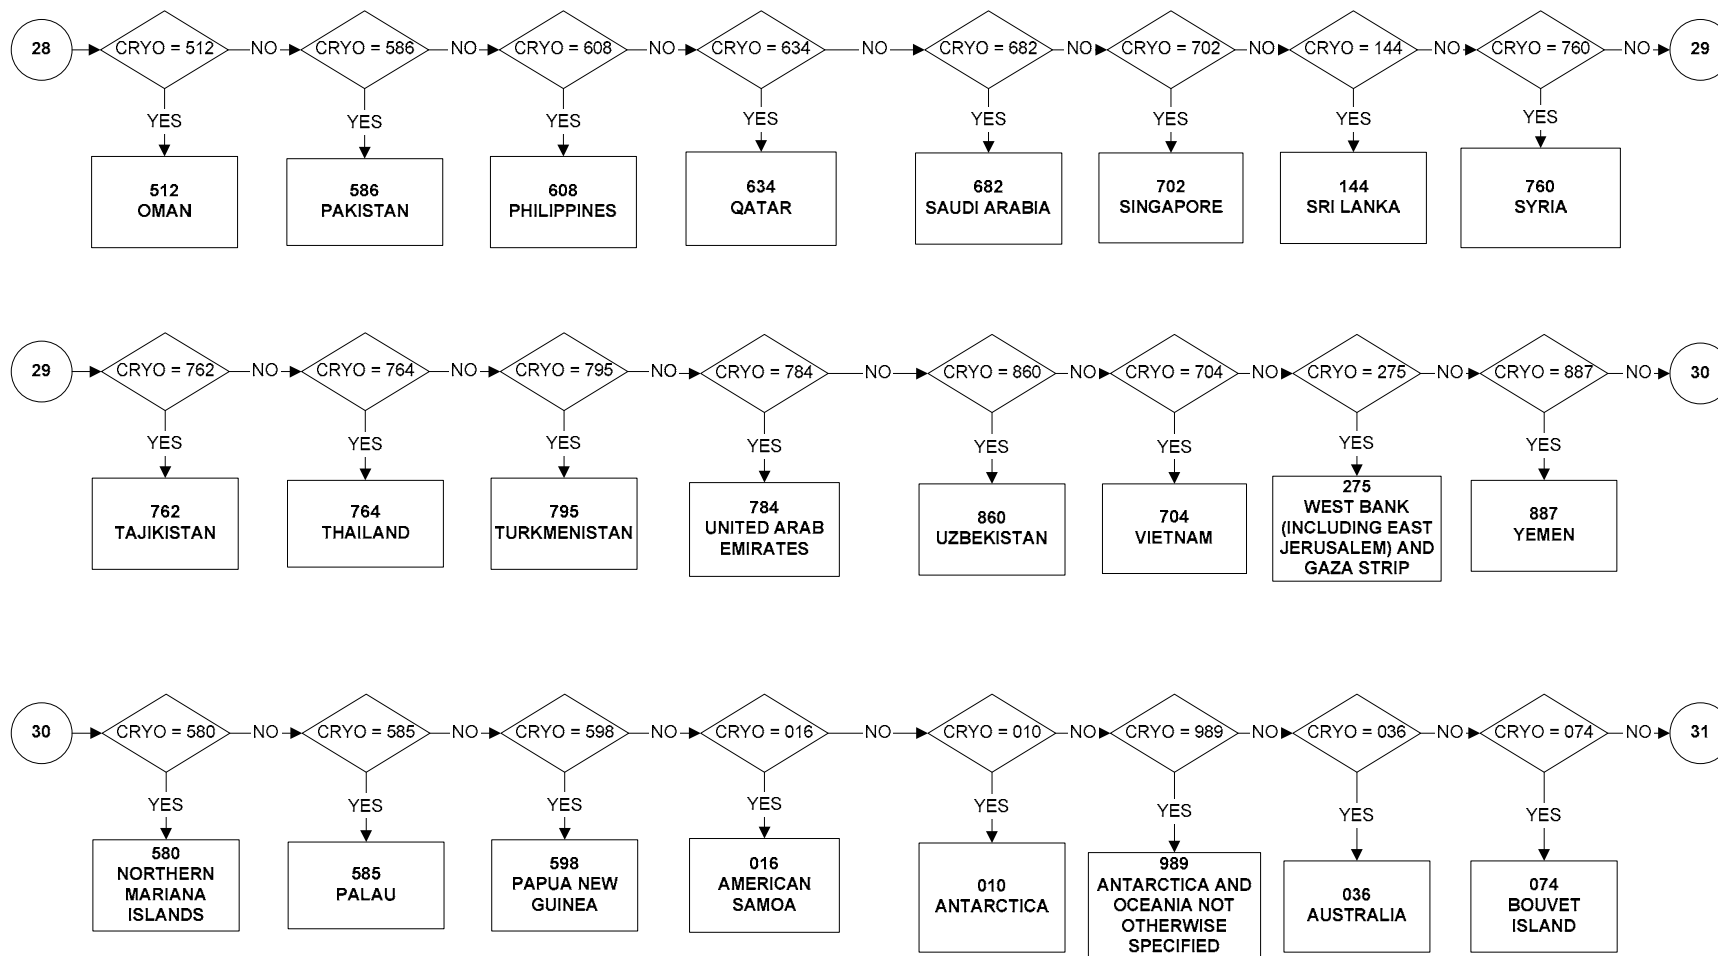 28
CRYO = 512
NO
CRYO = 586
NO
CRYO = 608
NO
CRYO = 634
NO
CRYO = 682
NO
CRYO = 702
NO
CRYO = 144
NO
CRYO = 760
NO
29
YES
YES
YES
YES
YES
YES
YES
YES
512
OMAN
586
PAKISTAN
608
PHILIPPINES
634
QATAR
682
SAUDI ARABIA
702
SINGAPORE
144
SRI LANKA
760
SYRIA
29
CRYO = 762
NO
CRYO = 764
NO
CRYO = 795
NO
CRYO = 784
NO
CRYO = 860
NO
CRYO = 704
NO
CRYO = 275
NO
CRYO = 887
NO
30
YES
YES
YES
YES
YES
YES
YES
YES
762
TAJIKISTAN
764
THAILAND
795
TURKMENISTAN
784
UNITED ARAB
EMIRATES
860
UZBEKISTAN
704
VIETNAM
275
WEST BANK
(INCLUDING EAST
JERUSALEM) AND
GAZA STRIP
887
YEMEN
30
CRYO = 580
NO
CRYO = 585
NO
CRYO = 598
NO
CRYO = 016
NO
CRYO = 010
NO
CRYO = 989
NO
CRYO = 036
NO
CRYO = 074
NO
31
YES
YES
YES
YES
YES
YES
YES
YES
580
NORTHERN
MARIANA
ISLANDS
585
PALAU
598
PAPUA NEW
GUINEA
016
AMERICAN
SAMOA
010
ANTARCTICA
989
ANTARCTICA AND
OCEANIA NOT
OTHERWISE
SPECIFIED
036
AUSTRALIA
074
BOUVET
ISLAND